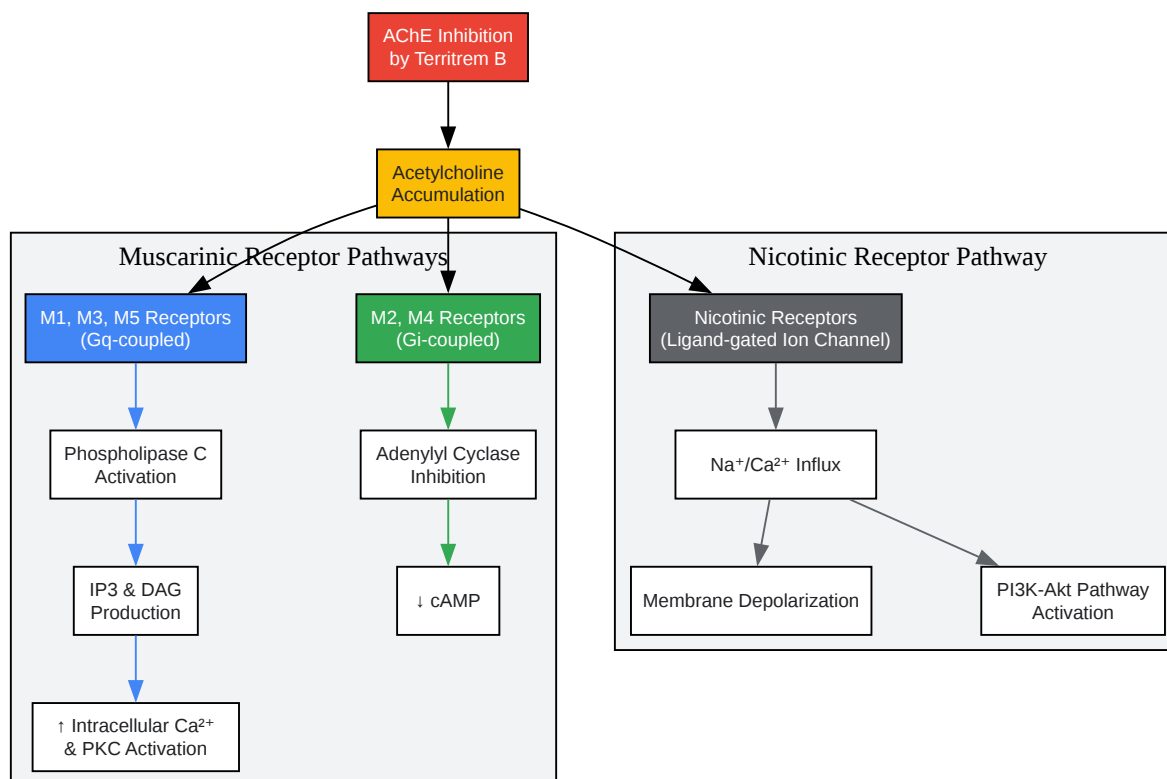 AChE Inhibition
by Territrem B
Acetylcholine
Accumulation
Muscarinic Receptor Pathways
Nicotinic Receptor Pathway
M1, M3, M5 Receptors
(Gq-coupled)
M2, M4 Receptors
(Gi-coupled)
Nicotinic Receptors
(Ligand-gated Ion Channel)
Phospholipase C
Activation
Adenylyl Cyclase
Inhibition
Na⁺/Ca²⁺ Influx
IP3 & DAG
Production
↓ cAMP
Membrane Depolarization
PI3K-Akt Pathway
Activation
↑ Intracellular Ca²⁺
& PKC Activation